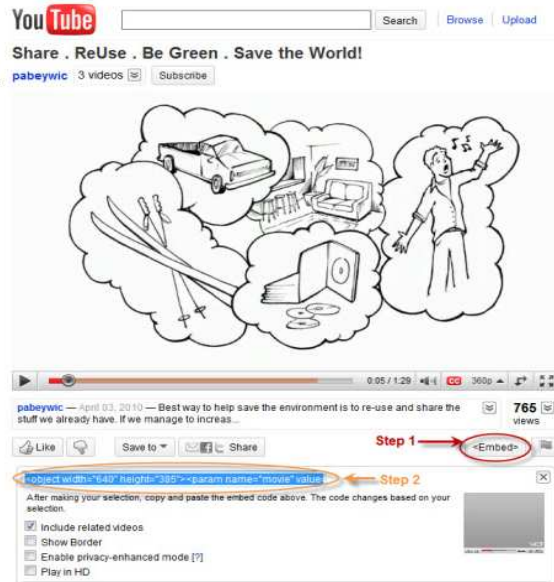 YouTube Search Browse Upload
Share . ReUse . Be Green . Save the World!
pabeywic 3 videos Subscribe
0:05 / 1:29 CC 360p
pabeywic — April 03, 2010 — Best way to help save the environment is to re-use and share the
stuff we already have. If we manage to increas...
765
views
Like Save to Share Step 1 <Embed>
<object width="640" height="385"><param name="movie" value Step 2
After making your selection, copy and paste the embed code above. The code changes based on your
selection.
Include related videos
Show Border
Enable privacy-enhanced mode [?]
Play in HD